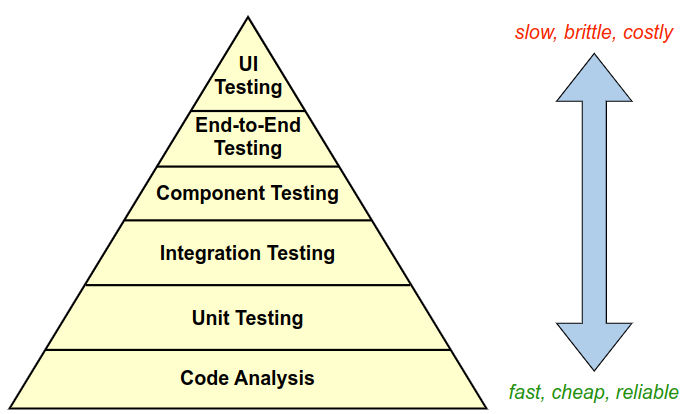 slow, brittle, costly
UI
Testing
End-to-End
Testing
Component Testing
Integration Testing
Unit Testing
Code Analysis
fast, cheap, reliable